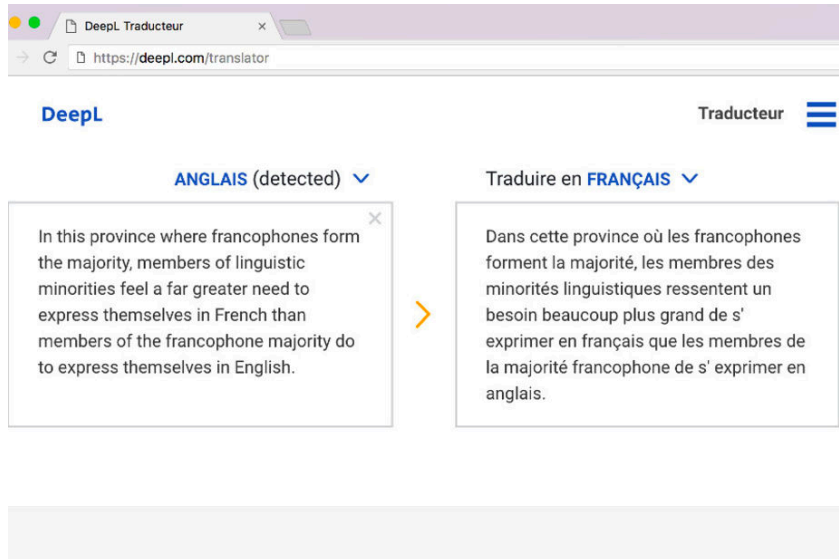 DeepL Traducteur
https://deepl.com/translator
DeepL
Traducteur
ANGLAIS (detected)
Traduire en FRANÇAIS
In this province where francophones form
the majority, members of linguistic
minorities feel a far greater need to
express themselves in French than
members of the francophone majority do
to express themselves in English.
Dans cette province où les francophones
forment la majorité, les membres des
minorités linguistiques ressentent un
besoin beaucoup plus grand de s'
exprimer en français que les membres de
la majorité francophone de s' exprimer en
anglais.